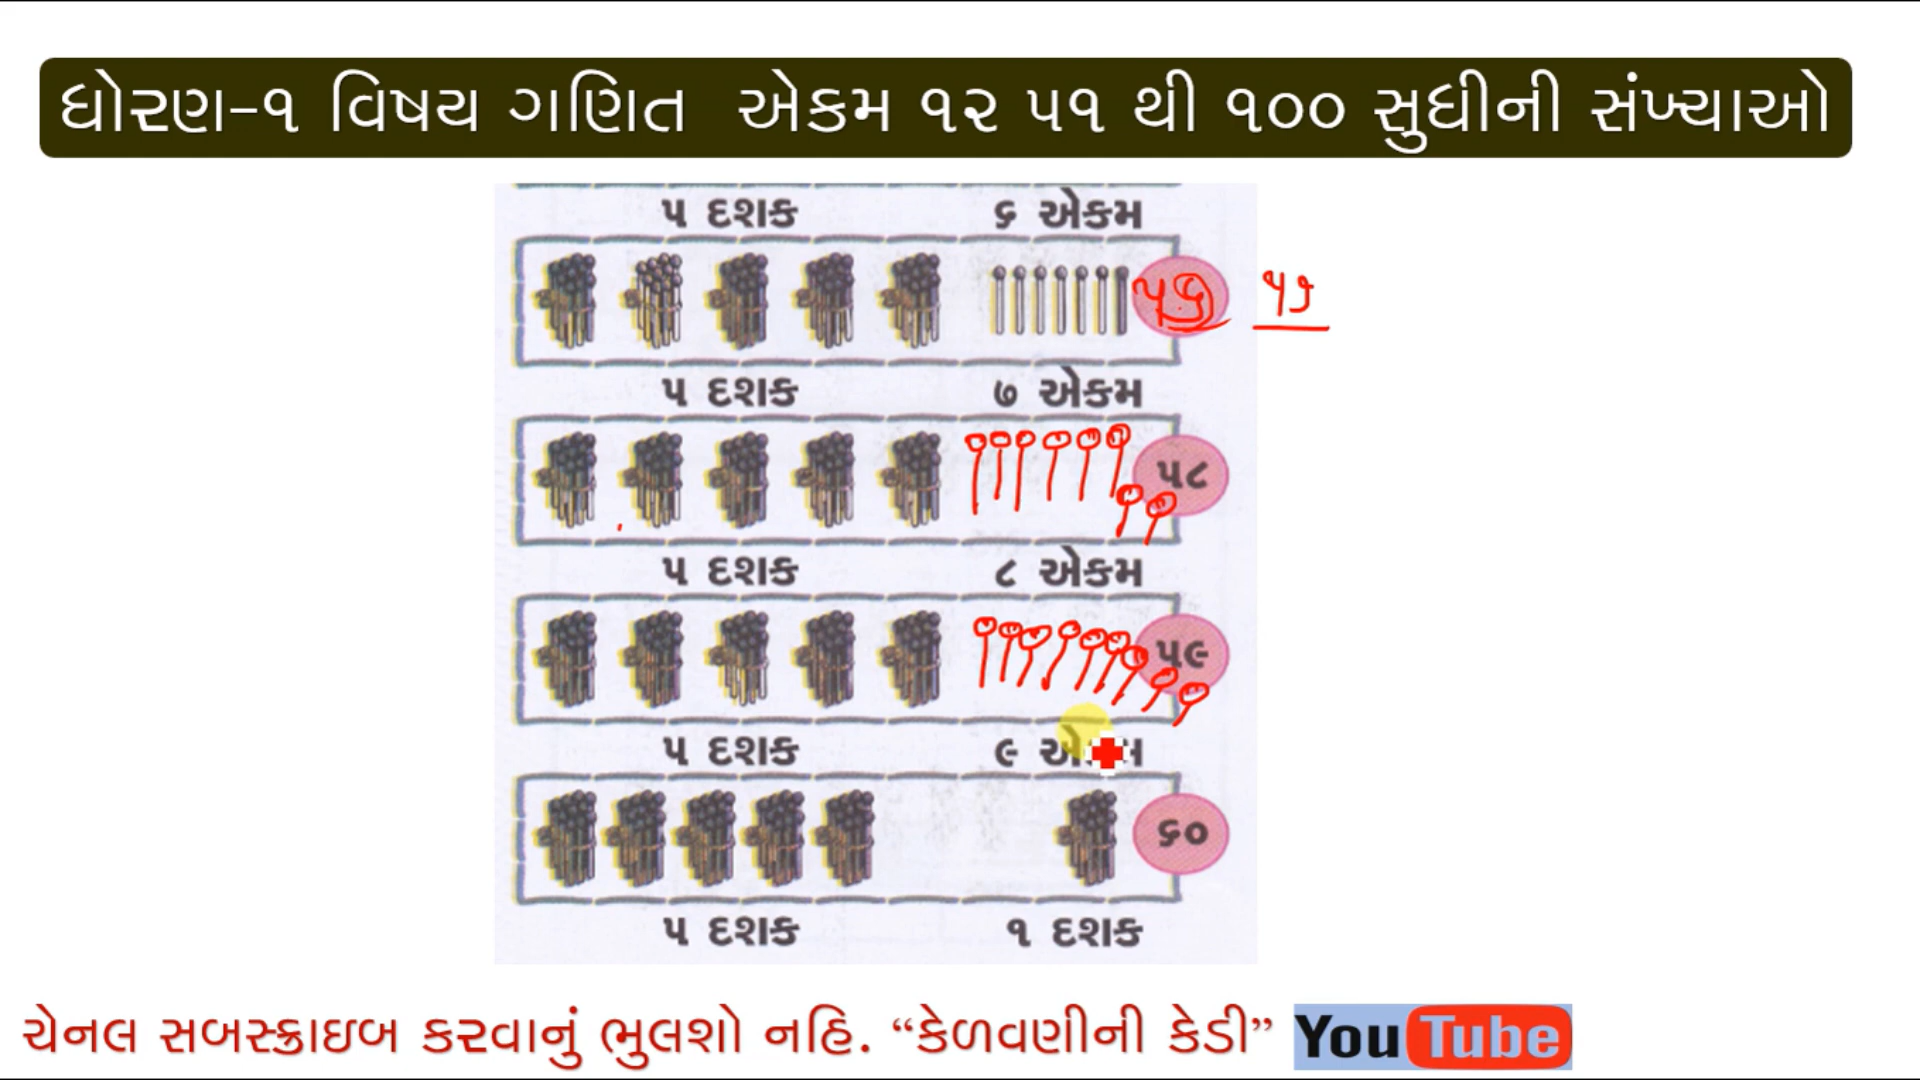 ધોરણ-૧ વિષય ગણિત એકમ ૧૨ ૫૧ થી ૧૦૦ સુધીની સંખ્યાઓ
૫ દશક ૬ એકમ
૫૭
૫ દશક ૭ એકમ
૫૮
૫ દશક ૮ એકમ
૫૯
૫ દશક ૯
૬૦
૫ દશક ૧ દશક
ચેનલ સબસ્ક્રાઇબ કરવાનું ભુલશો નહિ. “કેળવણીની કેડી” YouTube